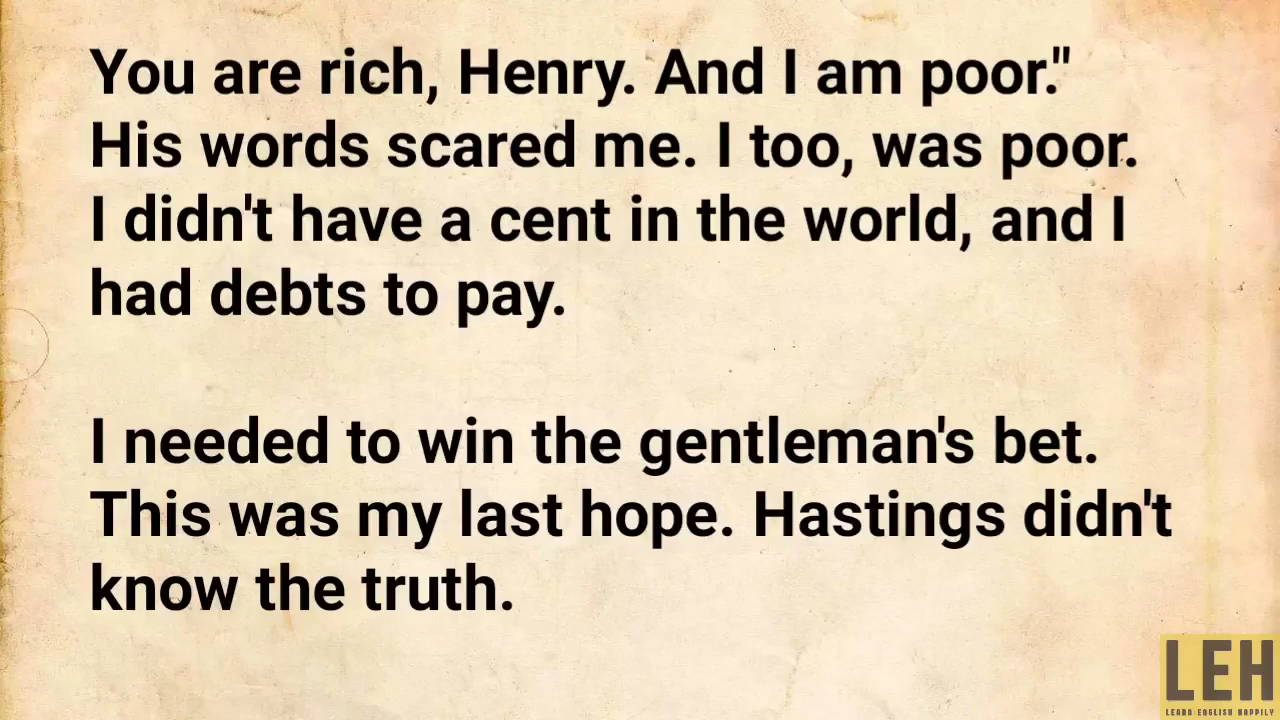 You are rich, Henry. And I am poor."
His words scared me. I too, was poor.
I didn't have a cent in the world, and I
had debts to pay.
I needed to win the gentleman's bet.
This was my last hope. Hastings didn't
know the truth.
LEH
LEARN ENGLISH HAPPILY